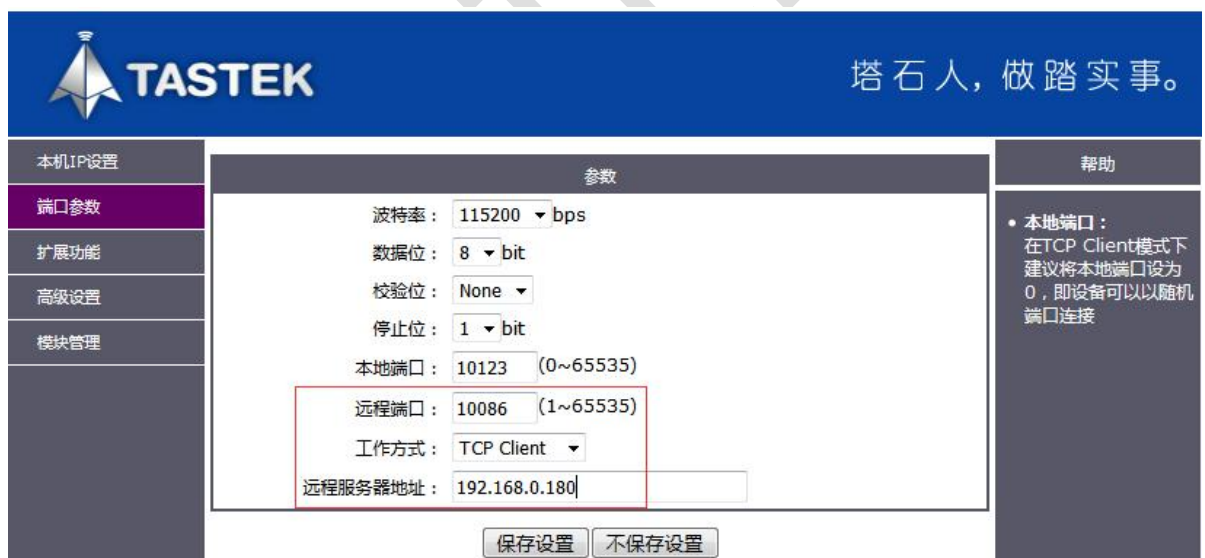 TASTEK
塔石人，做踏实事。
本机IP设置
端口参数
扩展功能
高级设置
模块管理
参数
波特率： 115200 bps
数据位： 8 bit
校验位： None
停止位： 1 bit
本地端口： 10123 (0~65535)
远程端口： 10086 (1~65535)
工作方式： TCP Client
远程服务器地址： 192.168.0.180
保存设置 不保存设置
帮助
• 本地端口：
在TCP Client模式下
建议将本地端口设为
0，即设备可以以随机
端口连接